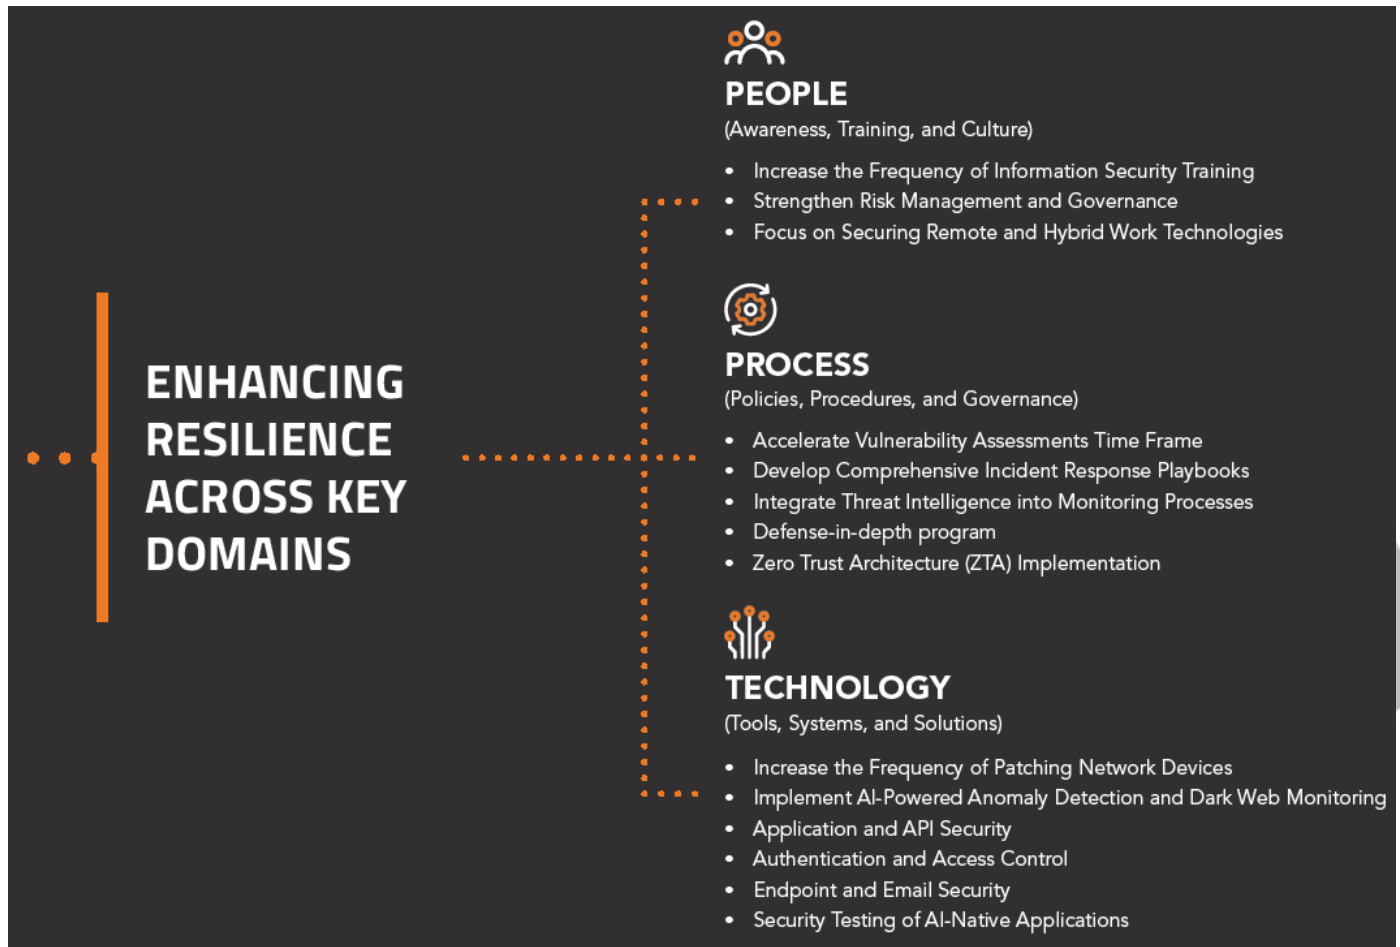 ENHANCING
RESILIENCE
ACROSS KEY
DOMAINS
PEOPLE
(Awareness, Training, and Culture)
• Increase the Frequency of Information Security Training
• Strengthen Risk Management and Governance
• Focus on Securing Remote and Hybrid Work Technologies
PROCESS
(Policies, Procedures, and Governance)
• Accelerate Vulnerability Assessments Time Frame
• Develop Comprehensive Incident Response Playbooks
• Integrate Threat Intelligence into Monitoring Processes
• Defense-in-depth program
• Zero Trust Architecture (ZTA) Implementation
TECHNOLOGY
(Tools, Systems, and Solutions)
• Increase the Frequency of Patching Network Devices
• Implement AI-Powered Anomaly Detection and Dark Web Monitoring
• Application and API Security
• Authentication and Access Control
• Endpoint and Email Security
• Security Testing of AI-Native Applications